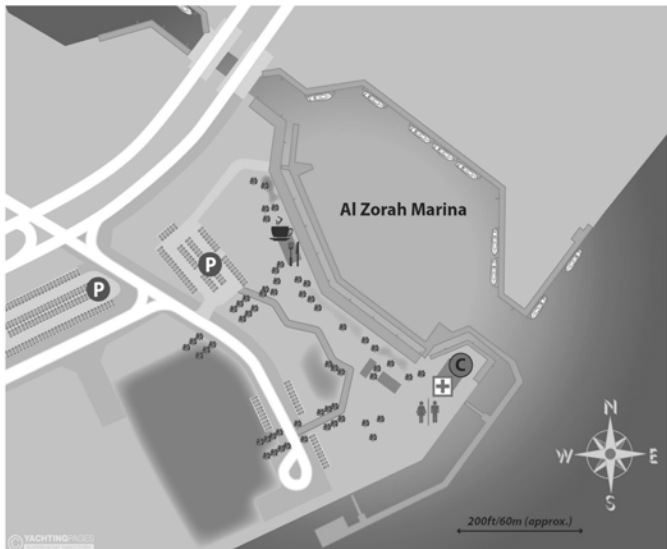 Al Zorah Marina
P
P
C
N
W E
S
200ft/60m (approx.)
© YACHTINGPAGES